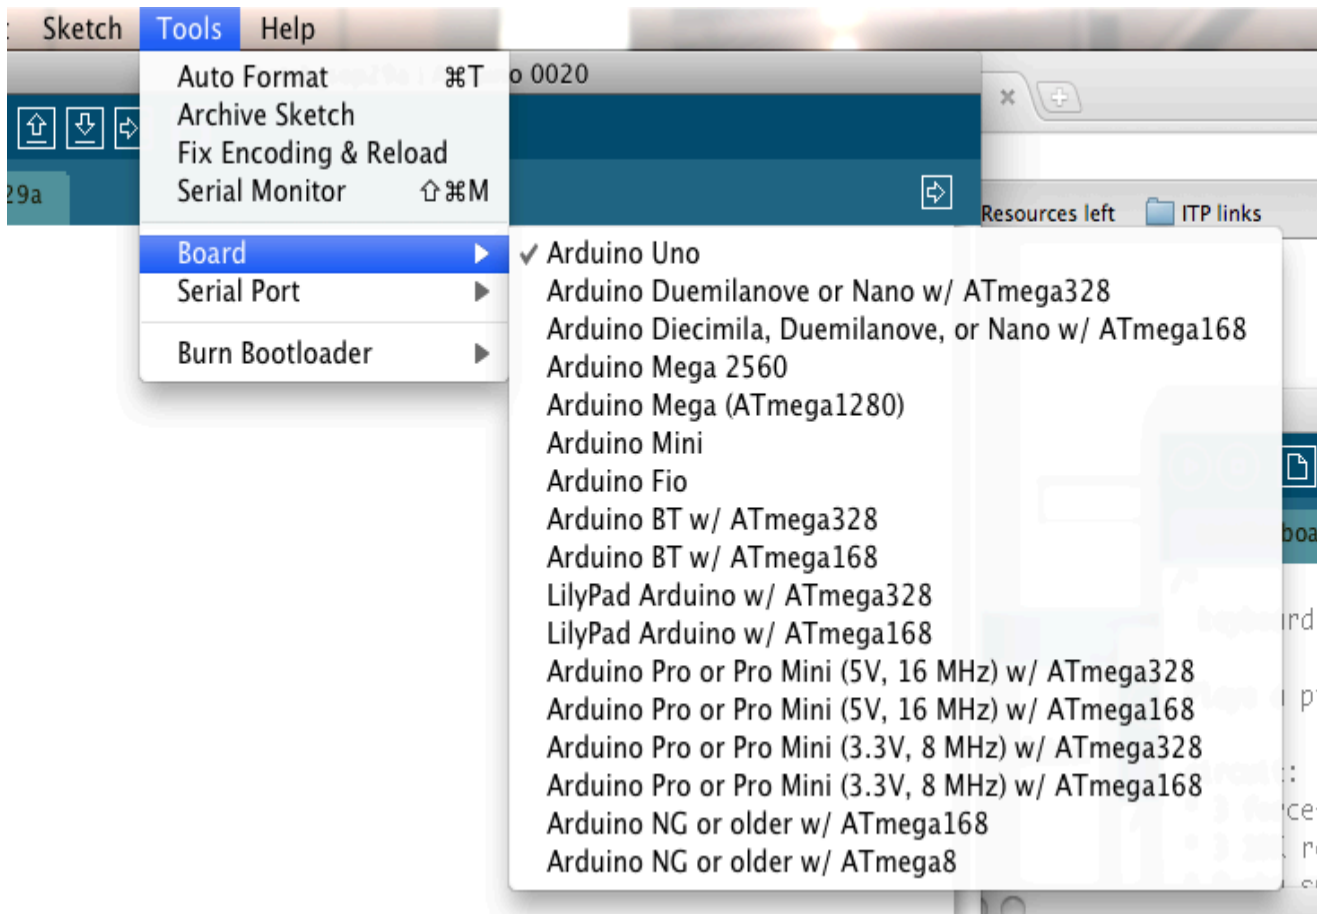 Sketch Tools Help
Auto Format ⌘T
0020
Archive Sketch
Fix Encoding & Reload
Serial Monitor ⇧⌘M
29a
Resources left ITP links
Board
Serial Port
Burn Bootloader
✓ Arduino Uno
Arduino Duemilanove or Nano w/ ATmega328
Arduino Diecimila, Duemilanove, or Nano w/ ATmega168
Arduino Mega 2560
Arduino Mega (ATmega1280)
Arduino Mini
Arduino Fio
Arduino BT w/ ATmega328
Arduino BT w/ ATmega168
LilyPad Arduino w/ ATmega328
LilyPad Arduino w/ ATmega168
Arduino Pro or Pro Mini (5V, 16 MHz) w/ ATmega328
Arduino Pro or Pro Mini (5V, 16 MHz) w/ ATmega168
Arduino Pro or Pro Mini (3.3V, 8 MHz) w/ ATmega328
Arduino Pro or Pro Mini (3.3V, 8 MHz) w/ ATmega168
Arduino NG or older w/ ATmega168
Arduino NG or older w/ ATmega8